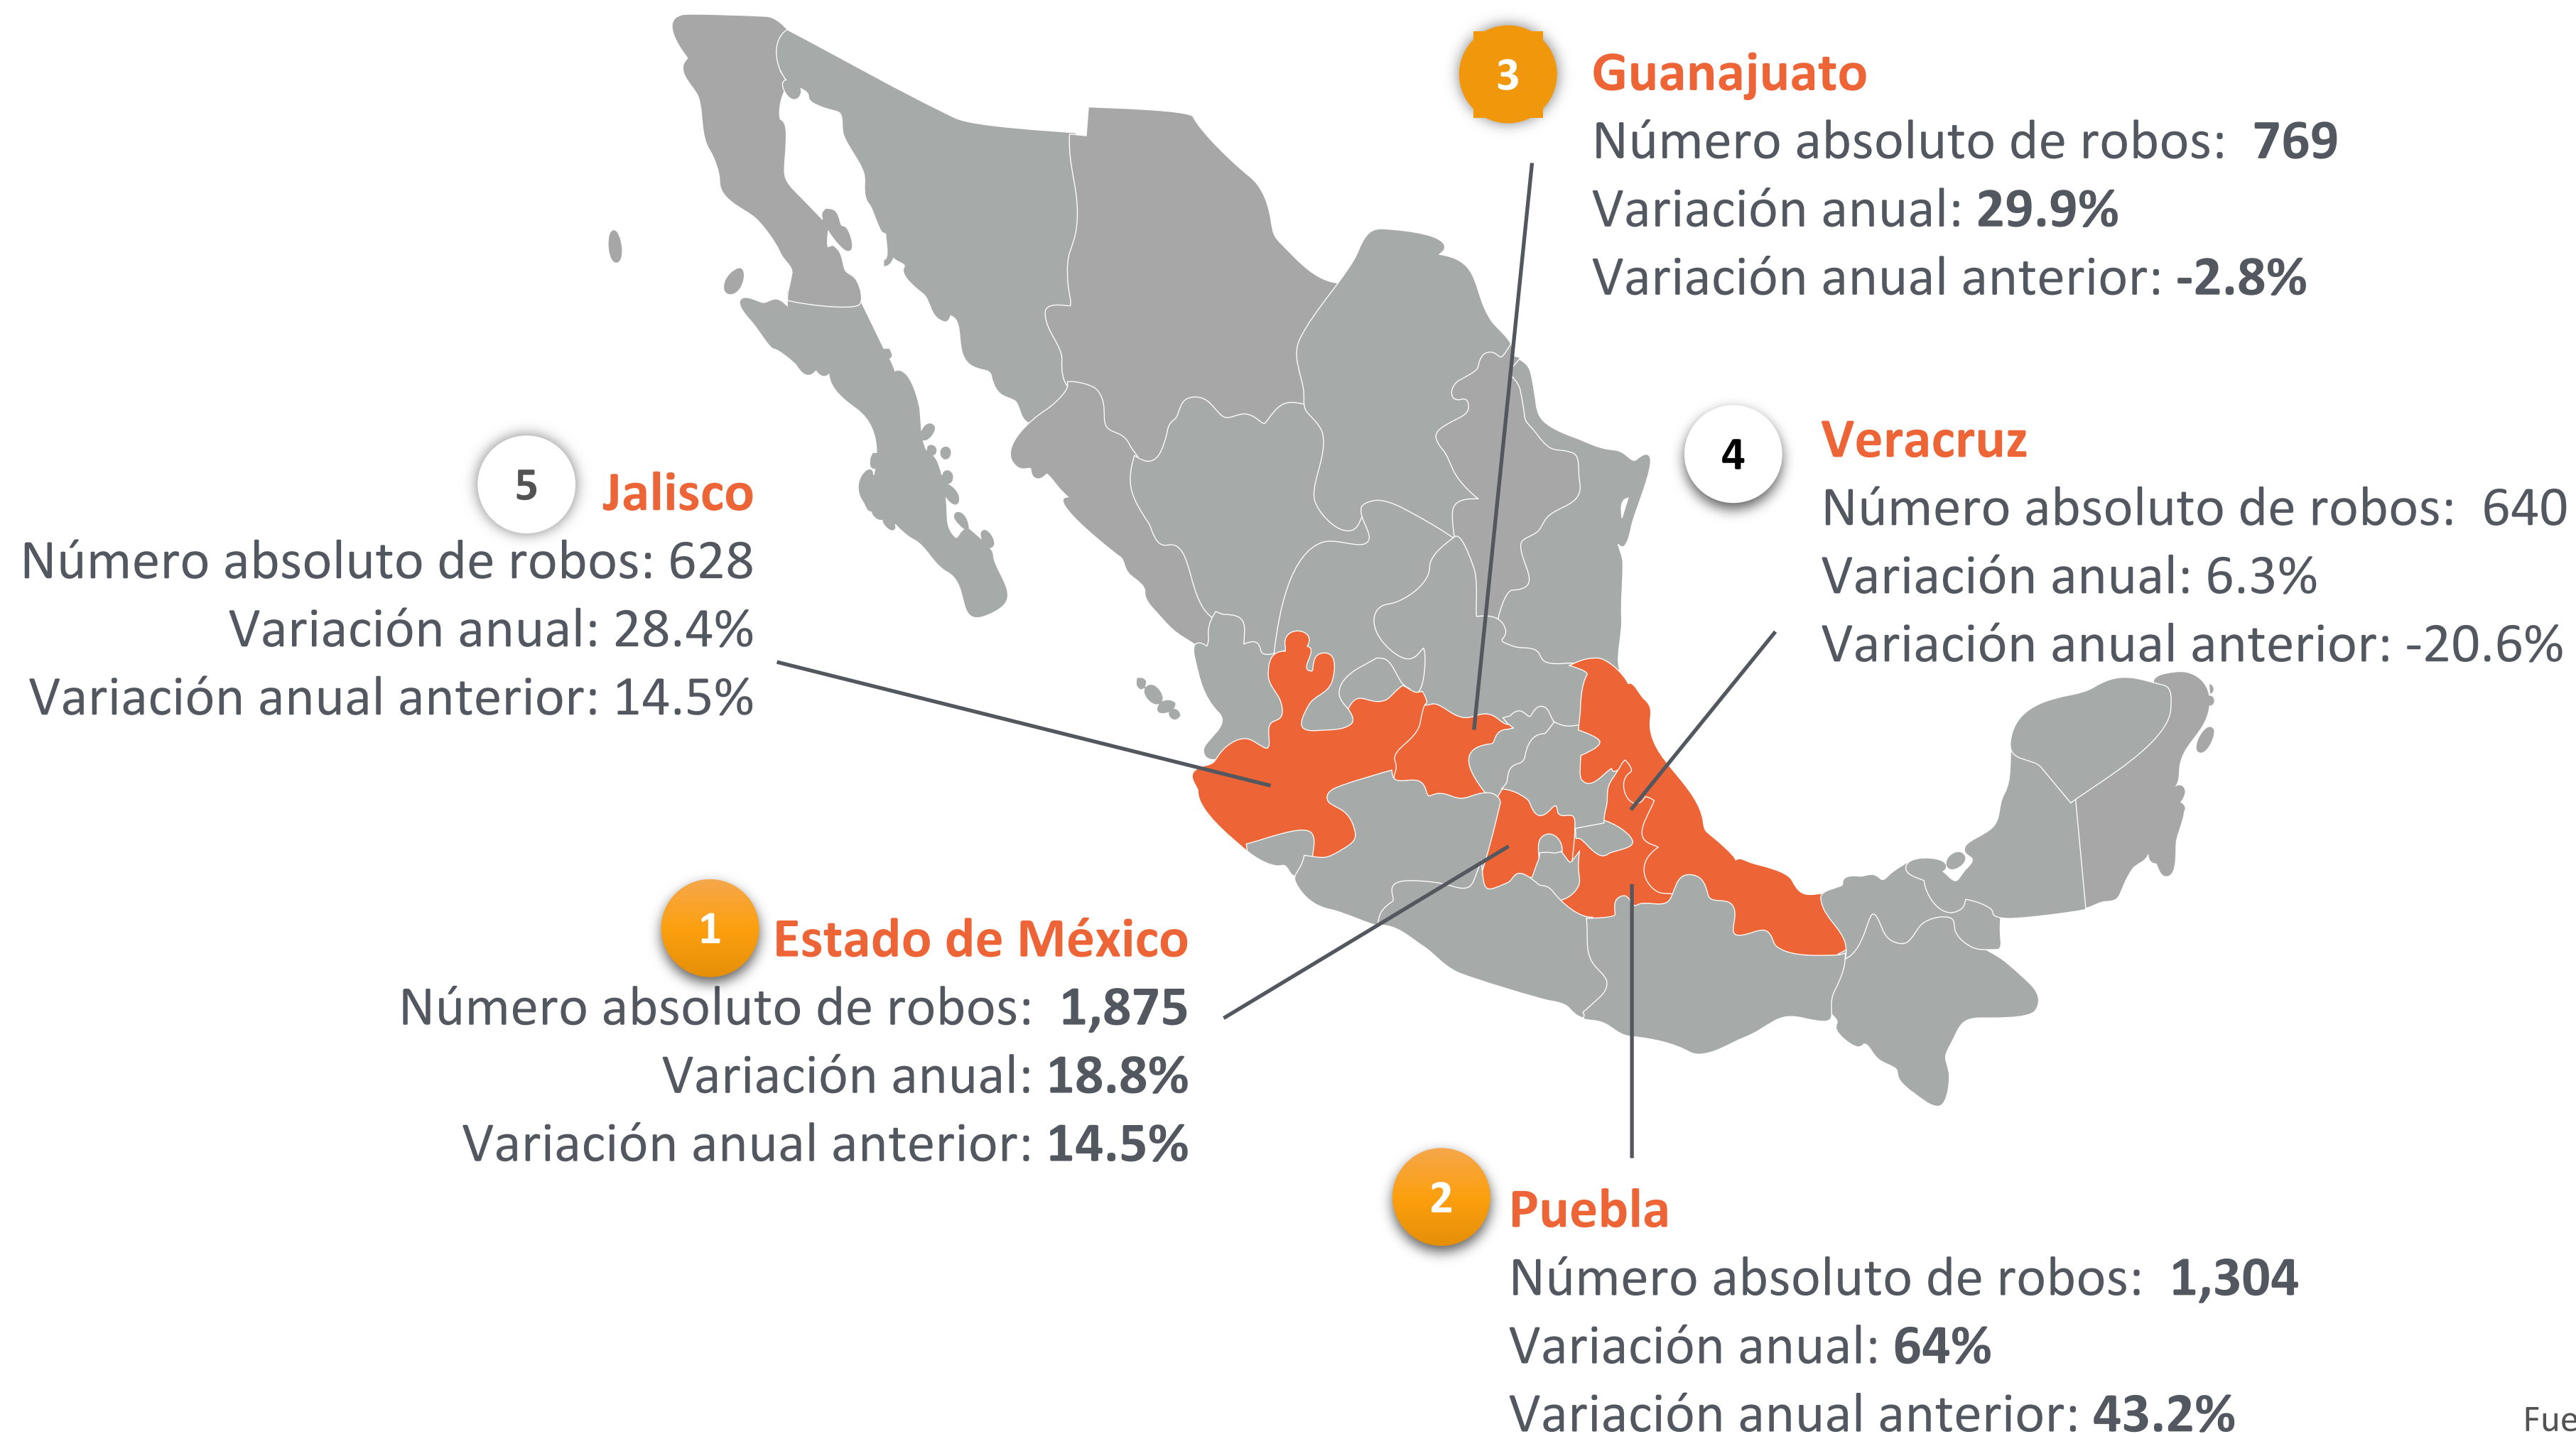 3
Guanajuato
Número absoluto de robos: 769
Variación anual: 29.9%
Variación anual anterior: -2.8%
4
Veracruz
Número absoluto de robos: 640
Variación anual: 6.3%
Variación anual anterior: -20.6%
5
Jalisco
Número absoluto de robos: 628
Variación anual: 28.4%
Variación anual anterior: 14.5%
1
Estado de México
Número absoluto de robos: 1,875
Variación anual: 18.8%
Variación anual anterior: 14.5%
2
Puebla
Número absoluto de robos: 1,304
Variación anual: 64%
Variación anual anterior: 43.2%
Fue